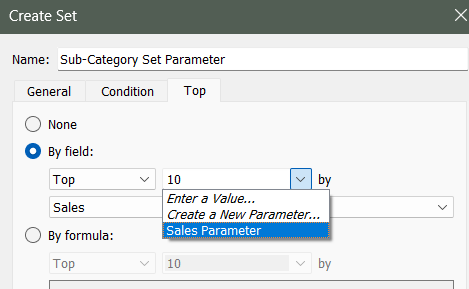 Create Set
Name: Sub-Category Set Parameter
General Condition Top
None
By field:
Top 10 by
Enter a Value...
Sales
Create a New Parameter...
Sales Parameter
By formula:
Top 10 by